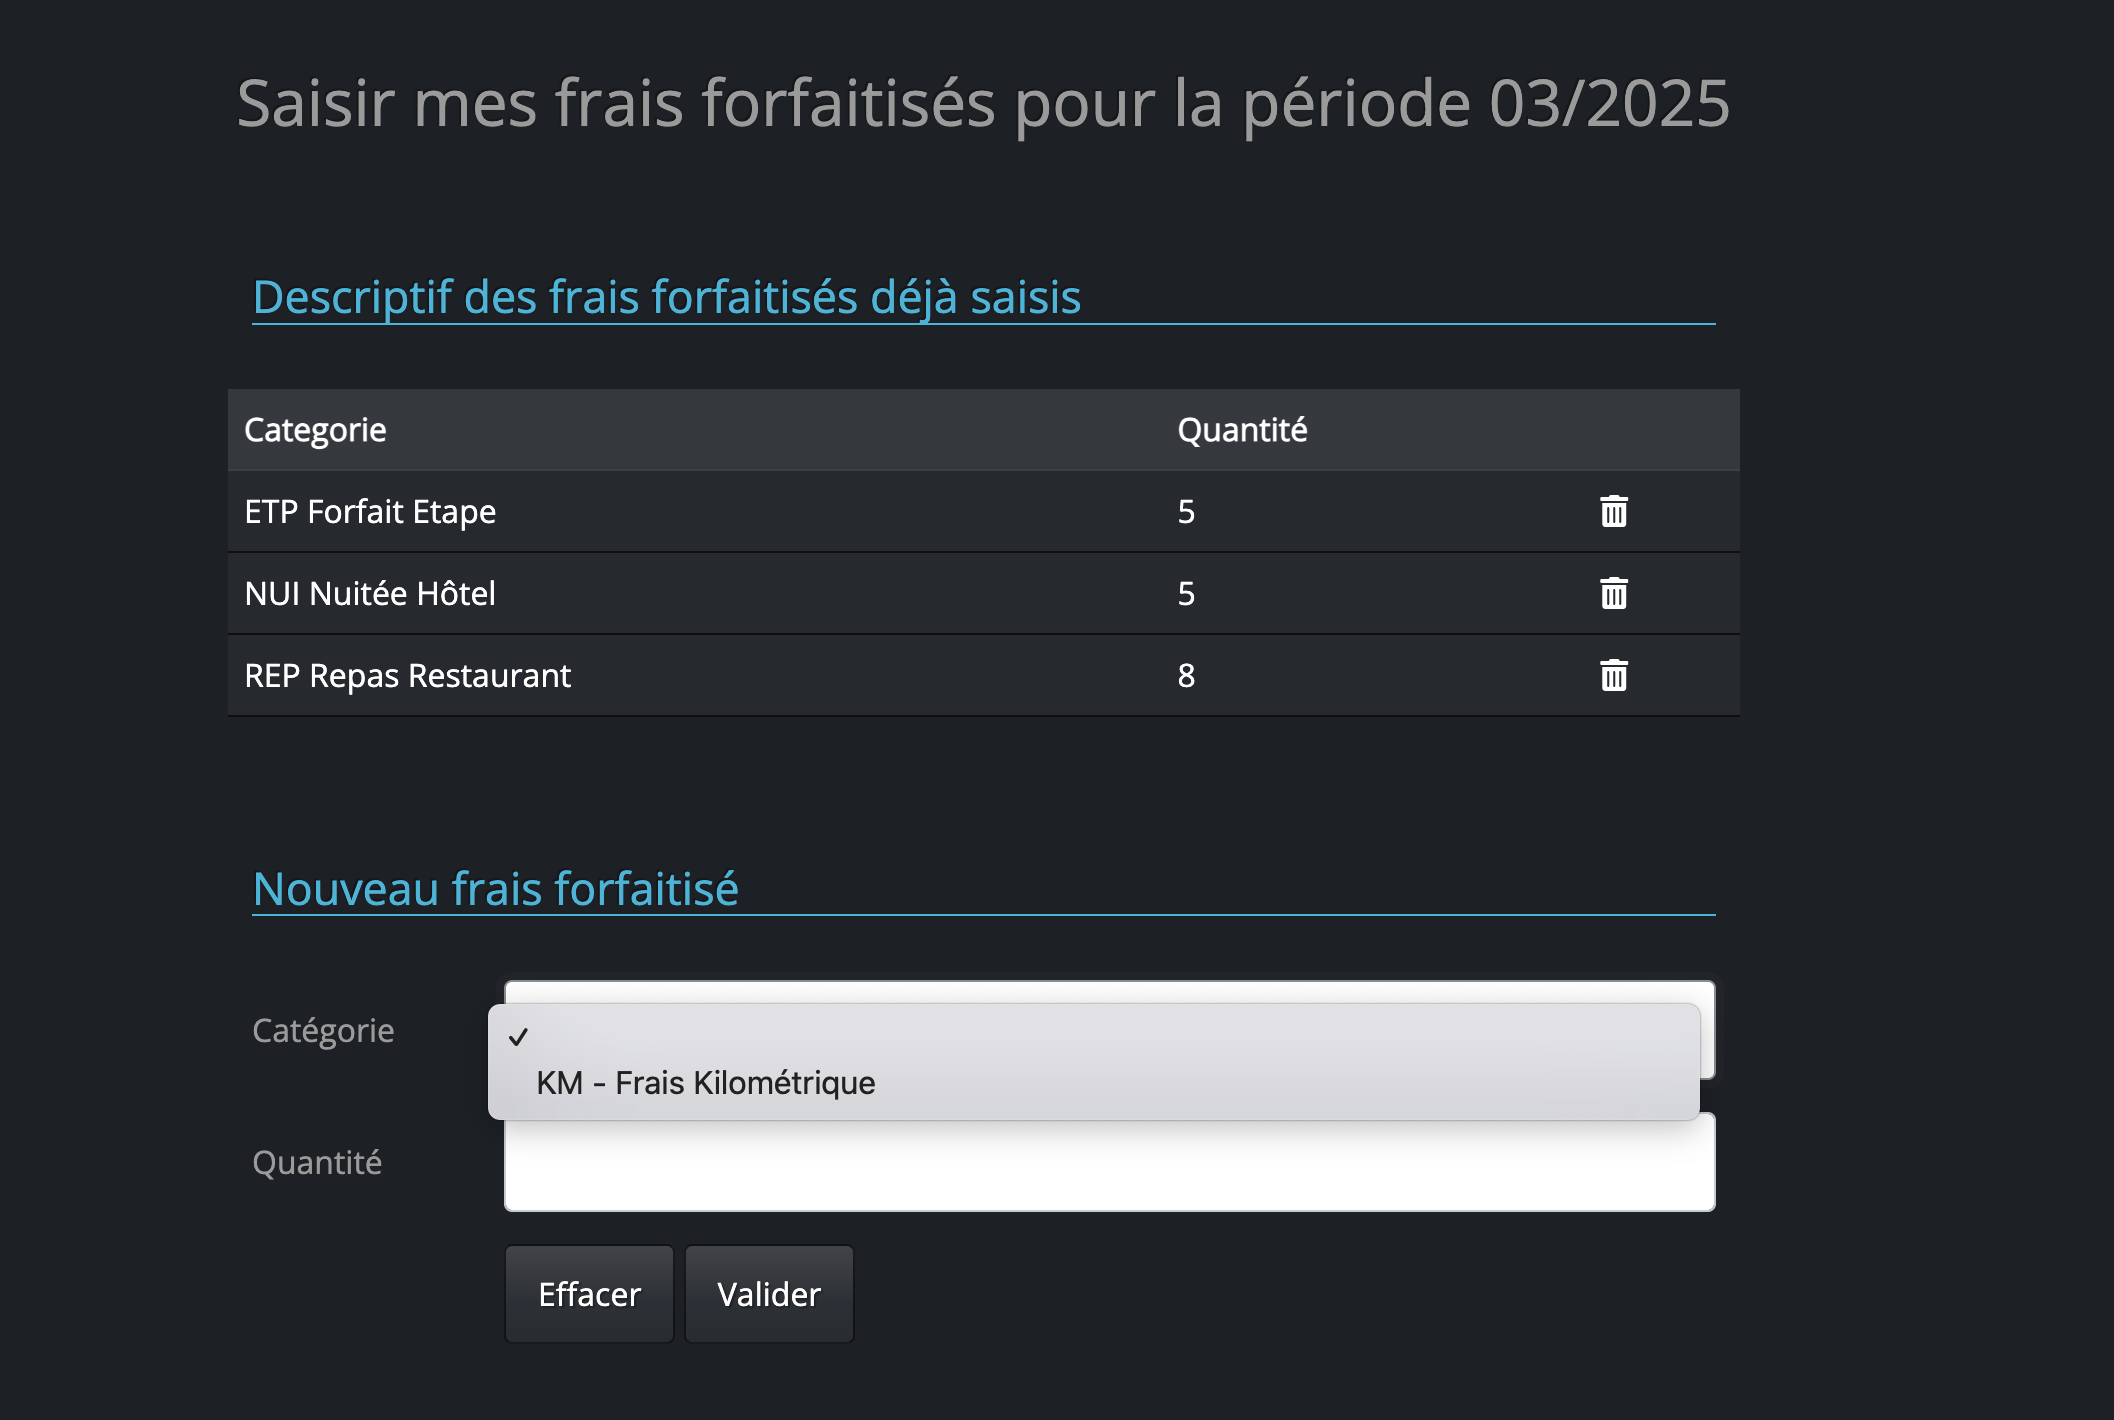 Saisir mes frais forfaitisés pour la période 03/2025
Descriptif des frais forfaitisés déjà saisis
Categorie Quantité
ETP Forfait Etape 5
NUI Nuitée Hôtel 5
REP Repas Restaurant 8
Nouveau frais forfaitisé
Catégorie
KM - Frais Kilométrique
Quantité
Effacer Valider